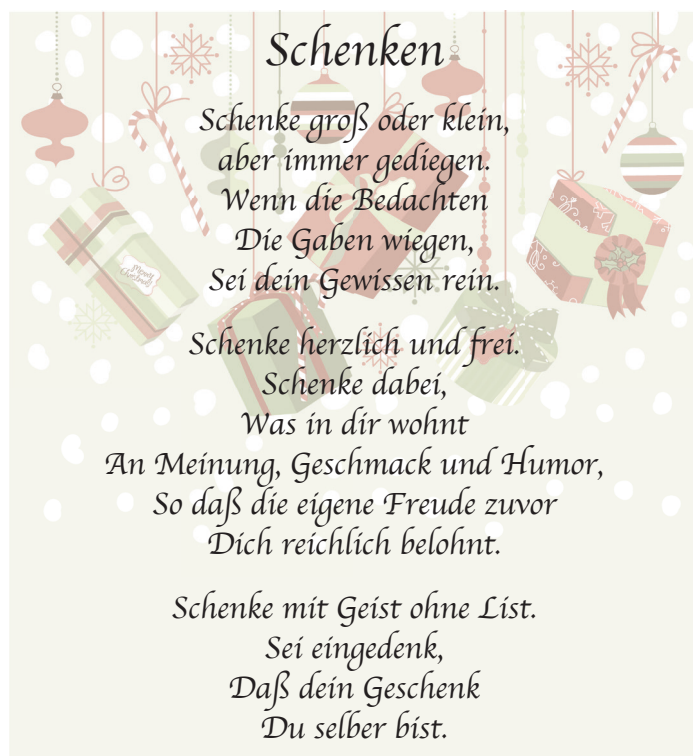 Schenken
Schenke groß oder klein,
aber immer gediegen.
Wenn die Bedachten
Die Gaben wiegen,
Sei dein Gewissen rein.
Schenke herzlich und frei.
Schenke dabei,
Was in dir wohnt
An Meinung, Geschmack und Humor,
So daß die eigene Freude zuvor
Dich reichlich belohnt.
Schenke mit Geist ohne List.
Sei eingedenk,
Daß dein Geschenk
Du selber bist.
Merry
Christmas!